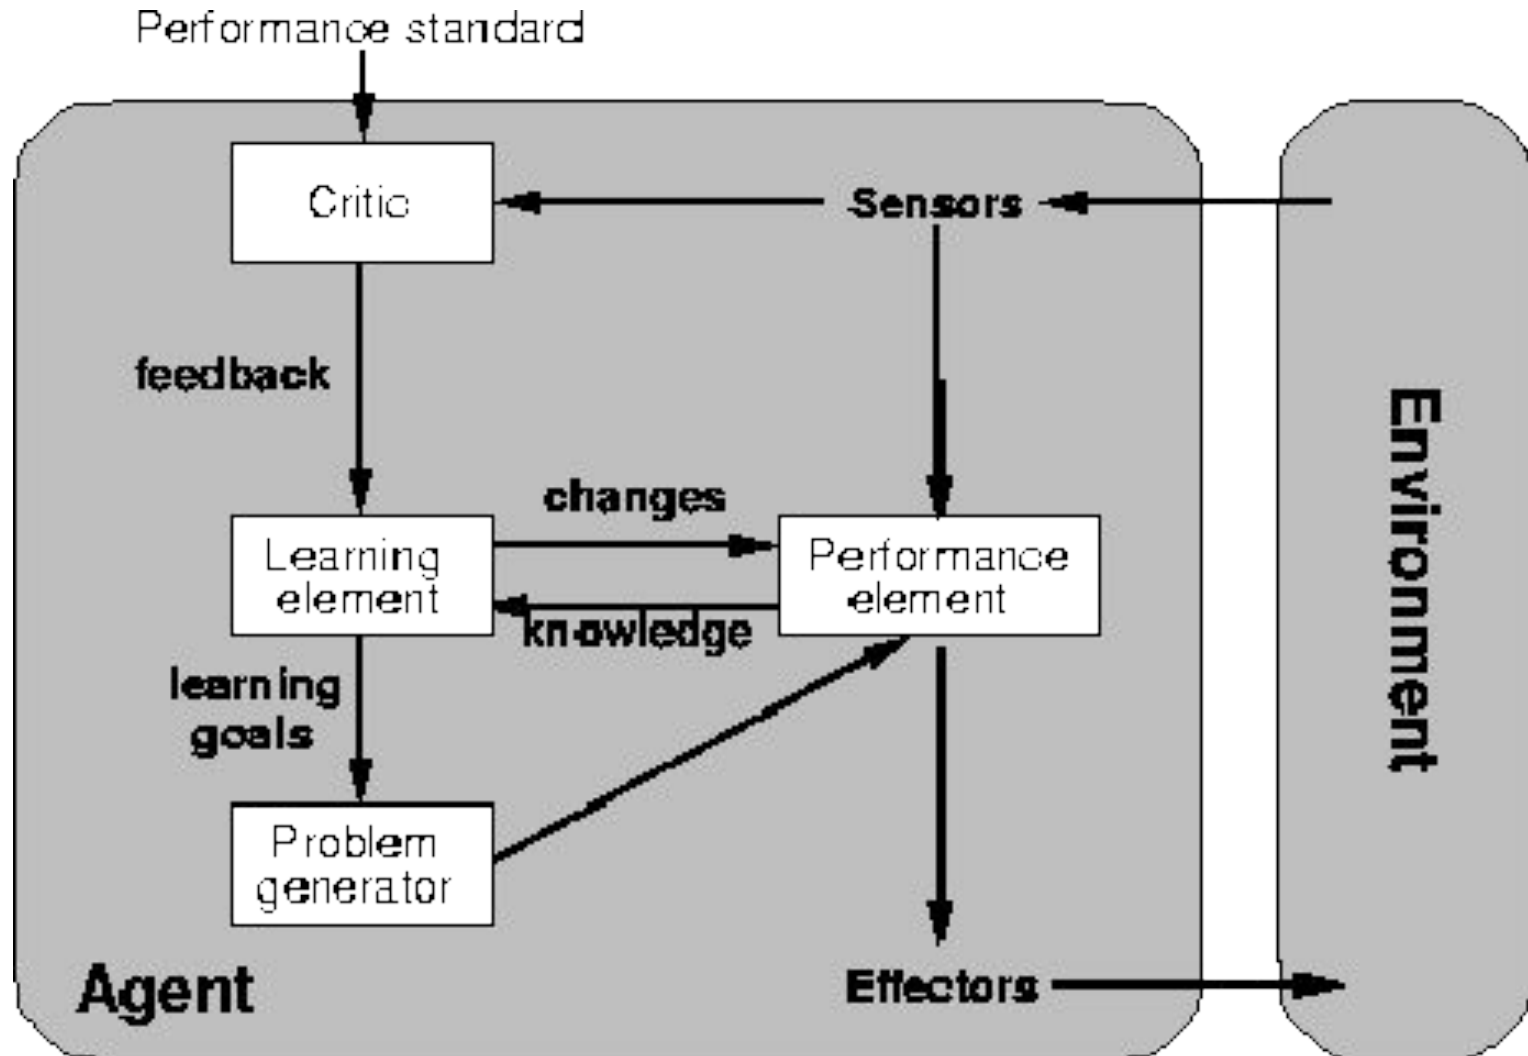 Performance standard
Critic
Sensors
feedback
changes
Learning
element
Performance
element
knowledge
learning
goals
Problem
generator
Agent
Effectors
Environment